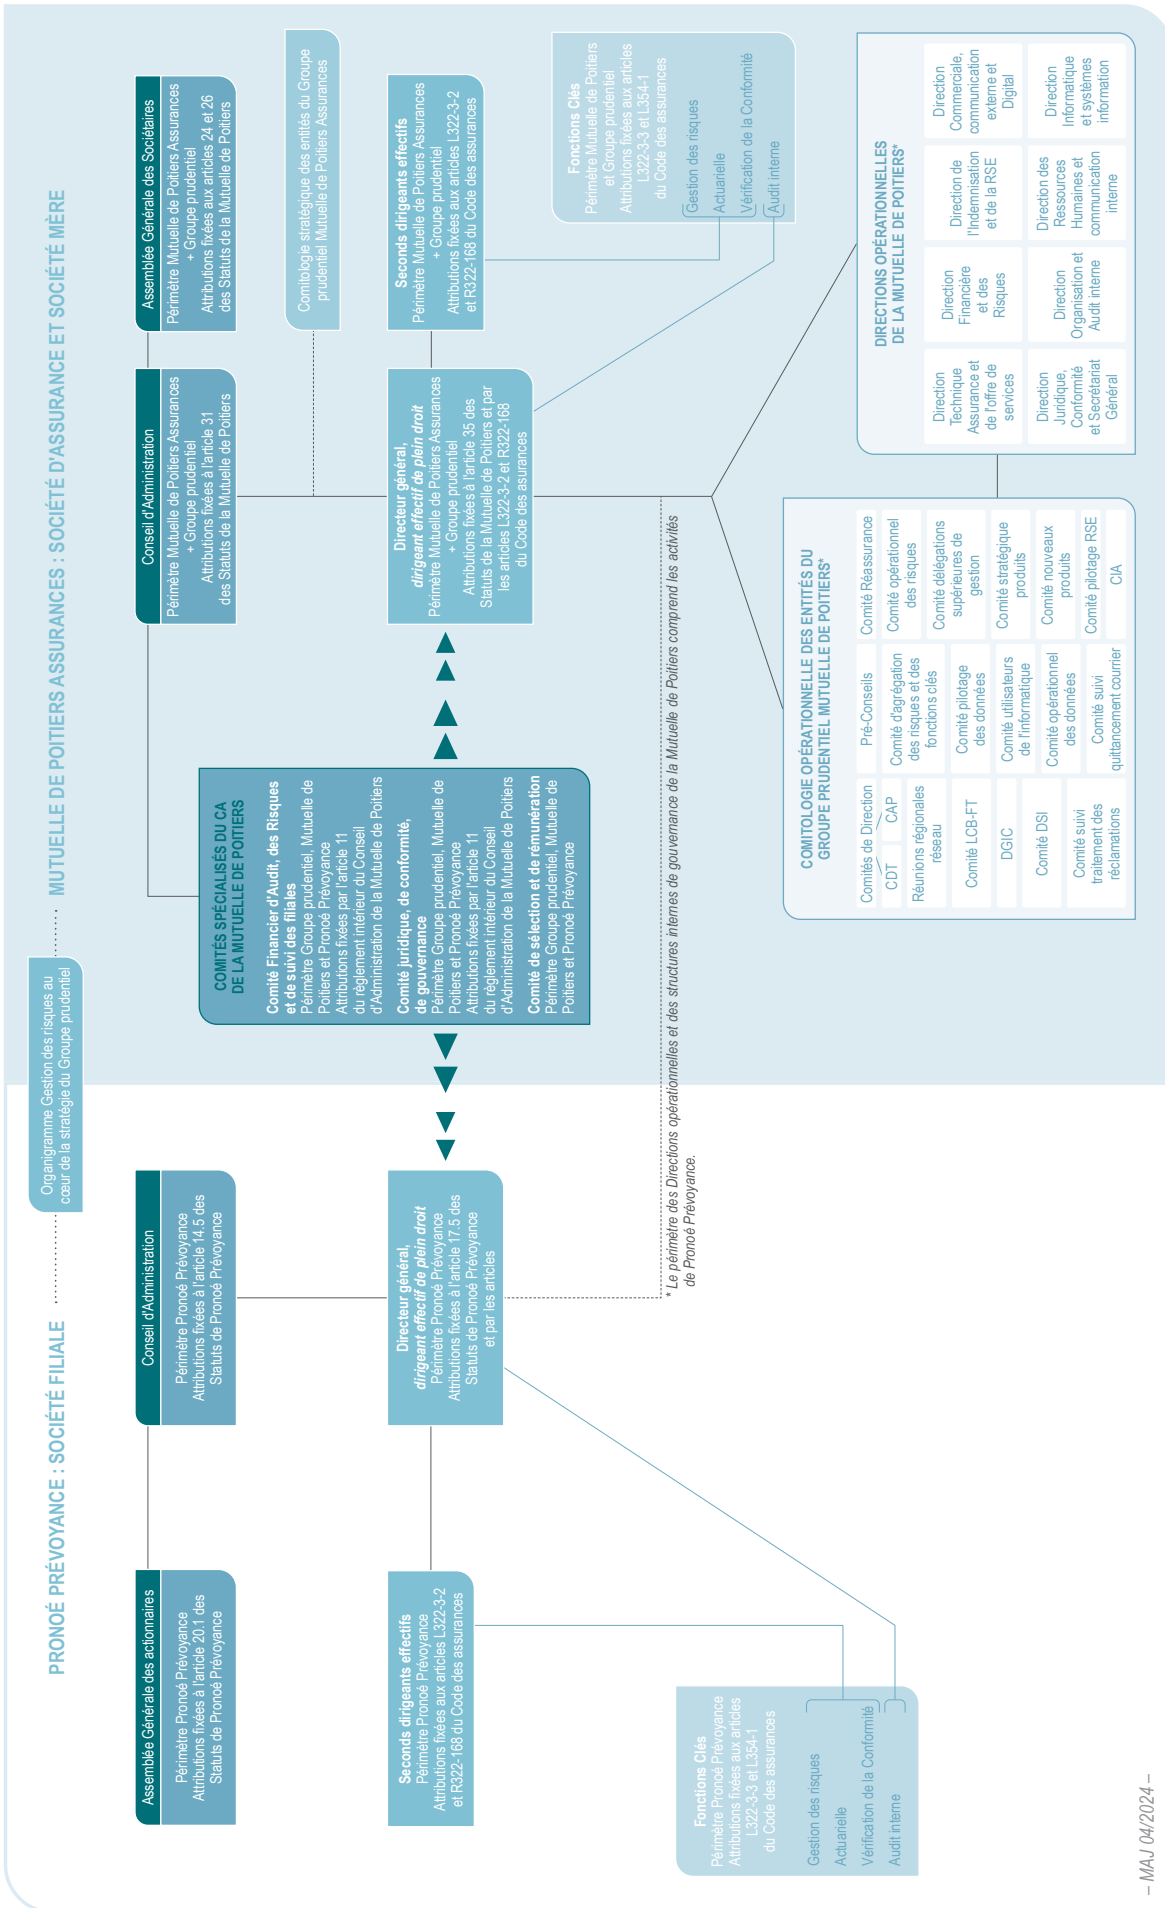 Organigramme Gestion des risques au
cœur de la stratégie du Groupe prudentiel
PRONOÉ PRÉVOYANCE : SOCIÉTÉ FILIALE
MUTUELLE DE POITIERS ASSURANCES : SOCIÉTÉ D'ASSURANCE ET SOCIÉTÉ MÈRE
Assemblée Générale des actionnaires
Périmètre Pronoé Prévoyance
Attributions fixées à l'article 20.1 des
Statuts de Pronoé Prévoyance
Conseil d'Administration
Périmètre Pronoé Prévoyance
Attributions fixées à l'article 14.5 des
Statuts de Pronoé Prévoyance
Conseil d'Administration
Périmètre Mutuelle de Poitiers Assurances
+ Groupe prudentiel
Attributions fixées à l'article 31
des Statuts de la Mutuelle de Poitiers
Assemblée Générale des Sociétaires
Périmètre Mutuelle de Poitiers Assurances
+ Groupe prudentiel
Attributions fixées aux articles 24 et 26
des Statuts de la Mutuelle de Poitiers
COMITÉS SPÉCIALISÉS DU CA
DE LA MUTUELLE DE POITIERS
Comité Financier d'Audit, des Risques
et de suivi des filiales
Périmètre Groupe prudentiel, Mutuelle de
Poitiers et Pronoé Prévoyance
Attributions fixées par l'article 11
du règlement intérieur du Conseil
d'Administration de la Mutuelle de Poitiers
Comité juridique, de conformité,
de gouvernance
Périmètre Groupe prudentiel, Mutuelle de
Poitiers et Pronoé Prévoyance
Attributions fixées par l'article 11
du règlement intérieur du Conseil
d'Administration de la Mutuelle de Poitiers
Comité de sélection et de rémunération
Périmètre Groupe prudentiel, Mutuelle de
Poitiers et Pronoé Prévoyance
Comitologie stratégique des entités du Groupe
prudentiel Mutuelle de Poitiers Assurances
Seconds dirigeants effectifs
Périmètre Pronoé Prévoyance
Attributions fixées aux articles L322-3-2
et R322-168 du Code des assurances
Directeur général,
dirigeant effectif de plein droit
Périmètre Pronoé Prévoyance
Attributions fixées à l'article 17.5 des
Statuts de Pronoé Prévoyance
et par les articles
Directeur général,
dirigeant effectif de plein droit
Périmètre Mutuelle de Poitiers Assurances
+ Groupe prudentiel
Attributions fixées à l'article 35 des
Statuts de la Mutuelle de Poitiers et par
les articles L322-3-2 et R322-168
du Code des asurances
Seconds dirigeants effectifs
Périmètre Mutuelle de Poitiers Assurances
+ Groupe prudentiel
Attributions fixées aux articles L322-3-2
et R322-168 du Code des assurances
Fonctions Clés
Périmètre Mutuelle de Poitiers
et Groupe prudentiel
Attributions fixées aux articles
L322-3-3 et L354-1
du Code des assurances
Gestion des risques
Actuarielle
Vérification de la Conformité
Audit interne
* Le périmètre des Directions opérationnelles et des structures internes de gouvernance de la Mutuelle de Poitiers comprend les activités
de Pronoé Prévoyance.
Fonctions Clés
Périmètre Pronoé Prévoyance
Attributions fixées aux articles
L322-3-3 et L354-1
du Code des assurances
Gestion des risques
Actuarielle
Vérification de la Conformité
Audit interne
COMITOLOGIE OPÉRATIONNELLE DES ENTITÉS DU
GROUPE PRUDENTIEL MUTUELLE DE POITIERS*
Comités de Direction
CDT
CAP
Réunions régionales
réseau
Comité LCB-FT
DGIC
Comité DSI
Comité suivi
traitement des
réclamations
Pré-Conseils
Comité d'agrégation
des risques et des
fonctions clés
Comité pilotage
des données
Comité utilisateurs
de l'informatique
Comité opérationnel
des données
Comité suivi
quittancement courrier
Comité Réassurance
Comité opérationnel
des risques
Comité délégations
supérieures de
gestion
Comité stratégique
produits
Comité nouveaux
produits
Comité pilotage RSE
CIA
DIRECTIONS OPÉRATIONNELLES
DE LA MUTUELLE DE POITIERS*
Direction
Technique
Assurance et
de l'offre de
services
Direction
Financière
et des
Risques
Direction de
l'Indemnisation
et de la RSE
Direction
Commerciale,
communication
externe et
Digital
Direction
Juridique,
Conformité
et Secrétariat
Général
Direction
Organisation et
Audit interne
Direction des
Ressources
Humaines et
communication
interne
Direction
Informatique
et systèmes
information
– MAJ 04/2024 –